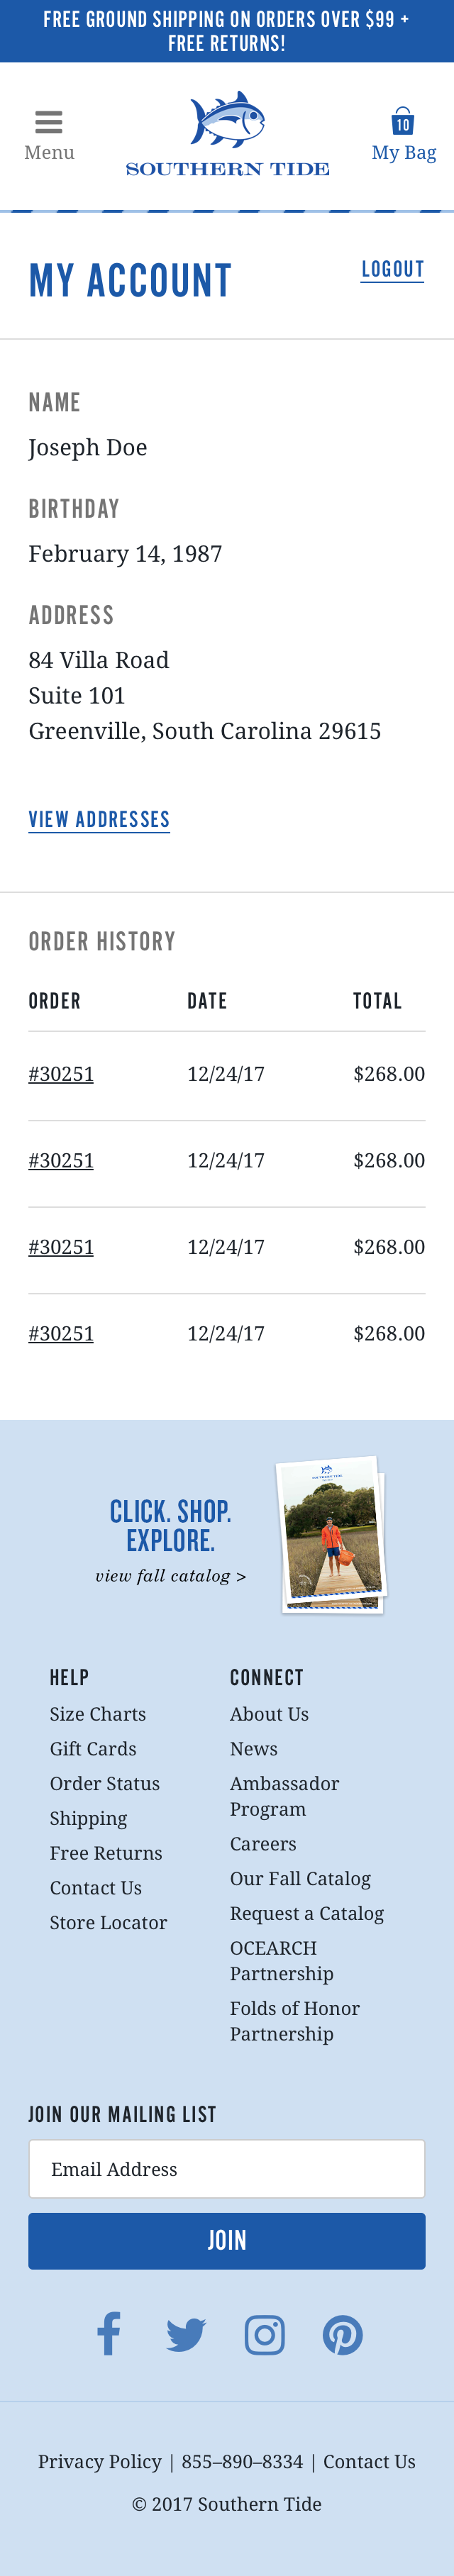 FREE GROUND SHIPPING ON ORDERS OVER $99 +
FREE RETURNS!
Menu
SOUTHERN TIDE
10
My Bag
MY ACCOUNT
LOGOUT
NAME
Joseph Doe
BIRTHDAY
February 14, 1987
ADDRESS
84 Villa Road
Suite 101
Greenville, South Carolina 29615
VIEW ADDRESSES
ORDER HISTORY
ORDER DATE TOTAL
#30251 12/24/17 $268.00
#30251 12/24/17 $268.00
#30251 12/24/17 $268.00
#30251 12/24/17 $268.00
CLICK. SHOP.
EXPLORE.
view fall catalog >
SOUTHERN TIDE
HELP
Size Charts
Gift Cards
Order Status
Shipping
Free Returns
Contact Us
Store Locator
CONNECT
About Us
News
Ambassador
Program
Careers
Our Fall Catalog
Request a Catalog
OCEARCH
Partnership
Folds of Honor
Partnership
JOIN OUR MAILING LIST
Email Address
JOIN
Privacy Policy | 855–890–8334 | Contact Us
© 2017 Southern Tide